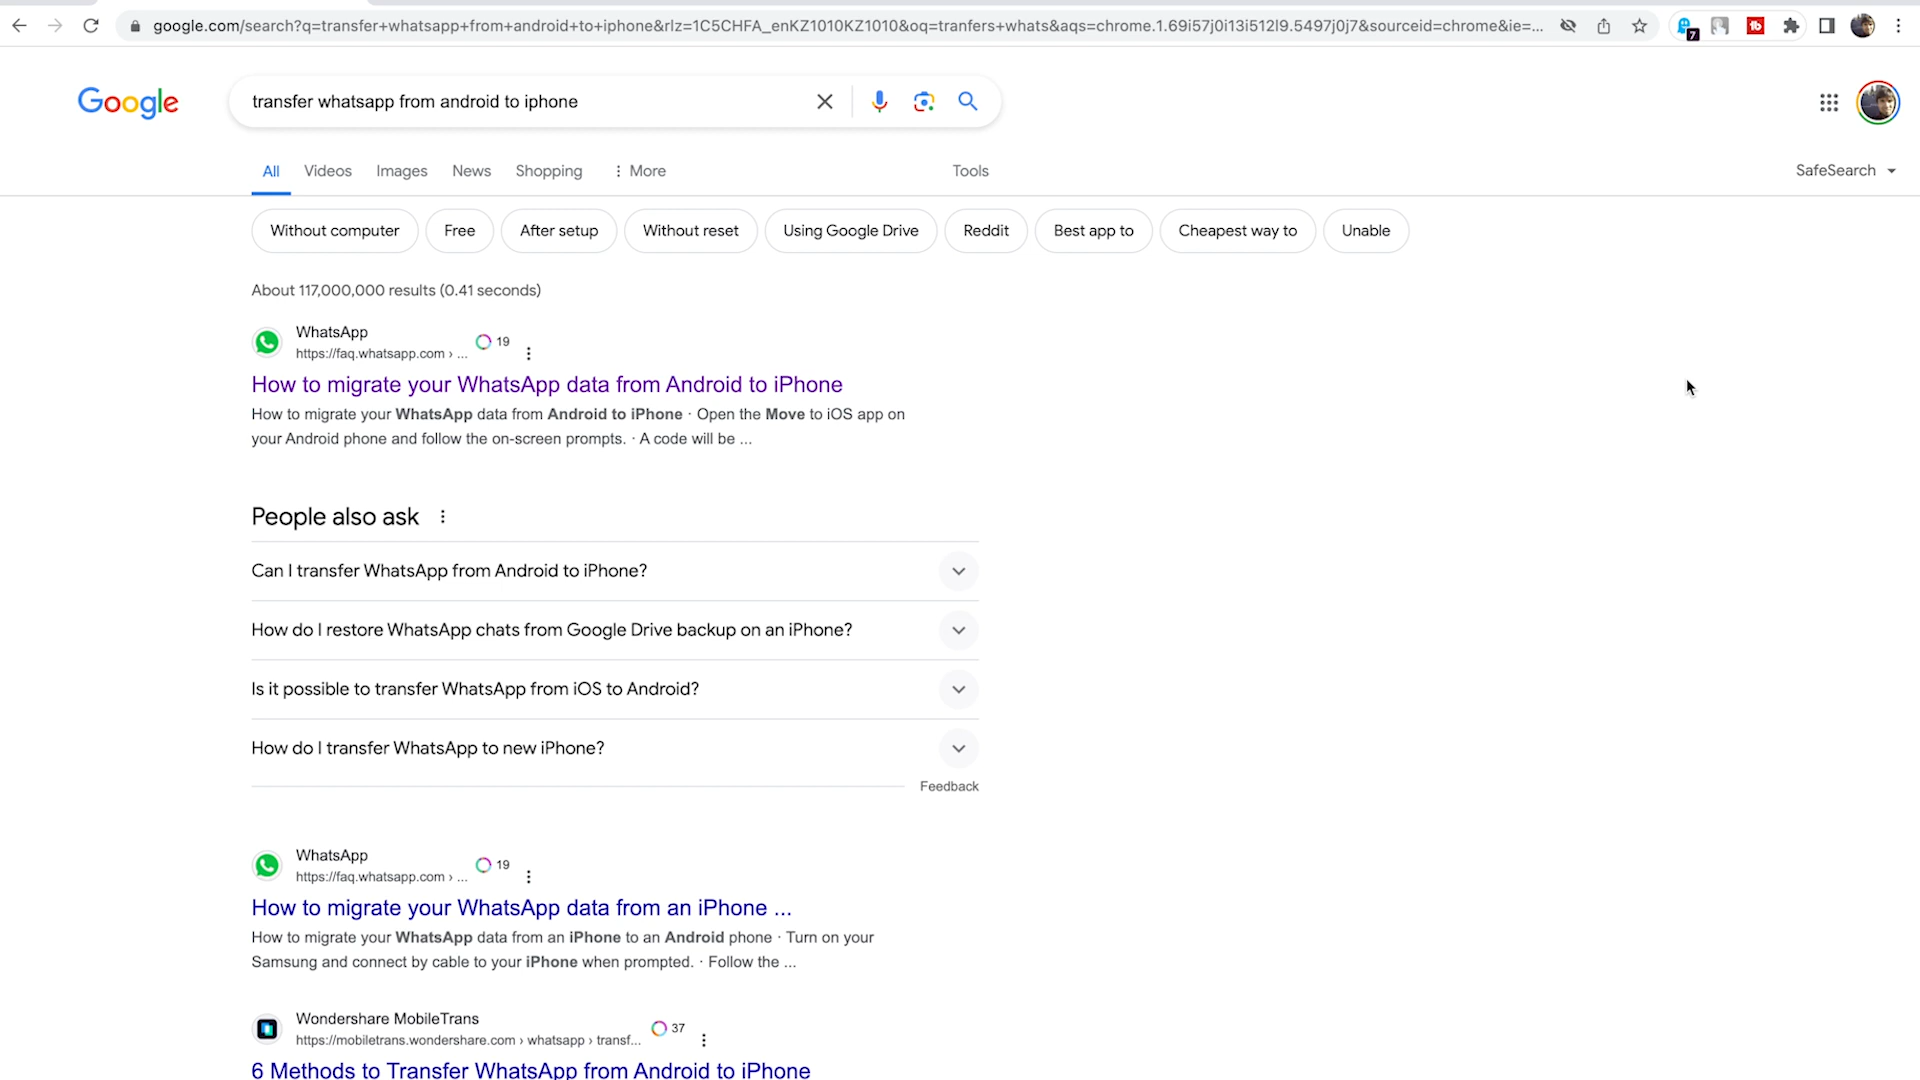 google.com/search?q=transfer+whatsapp+from+android+to+iphone&rlz=1C5CHFA_enKZ1010KZ1010&oq=tranfers+whats&aqs=chrome.1.69i57j0i13i512l9.5497j0j7&sourceid=chrome&ie=...
7
Google
transfer whatsapp from android to iphone
All
Videos
Images
News
Shopping
More
Tools
SafeSearch
Without computer
Free
After setup
Without reset
Using Google Drive
Reddit
Best app to
Cheapest way to
Unable
About 117,000,000 results (0.41 seconds)
WhatsApp
19
https://faq.whatsapp.com › ...
How to migrate your WhatsApp data from Android to iPhone
How to migrate your WhatsApp data from Android to iPhone · Open the Move to iOS app on
your Android phone and follow the on-screen prompts. · A code will be ...
People also ask
Can I transfer WhatsApp from Android to iPhone?
How do I restore WhatsApp chats from Google Drive backup on an iPhone?
Is it possible to transfer WhatsApp from iOS to Android?
How do I transfer WhatsApp to new iPhone?
Feedback
WhatsApp
19
https://faq.whatsapp.com › ...
How to migrate your WhatsApp data from an iPhone ...
How to migrate your WhatsApp data from an iPhone to an Android phone · Turn on your
Samsung and connect by cable to your iPhone when prompted. · Follow the ...
Wondershare MobileTrans
37
https://mobiletrans.wondershare.com › whatsapp › transf...
6 Methods to Transfer WhatsApp from Android to iPhone